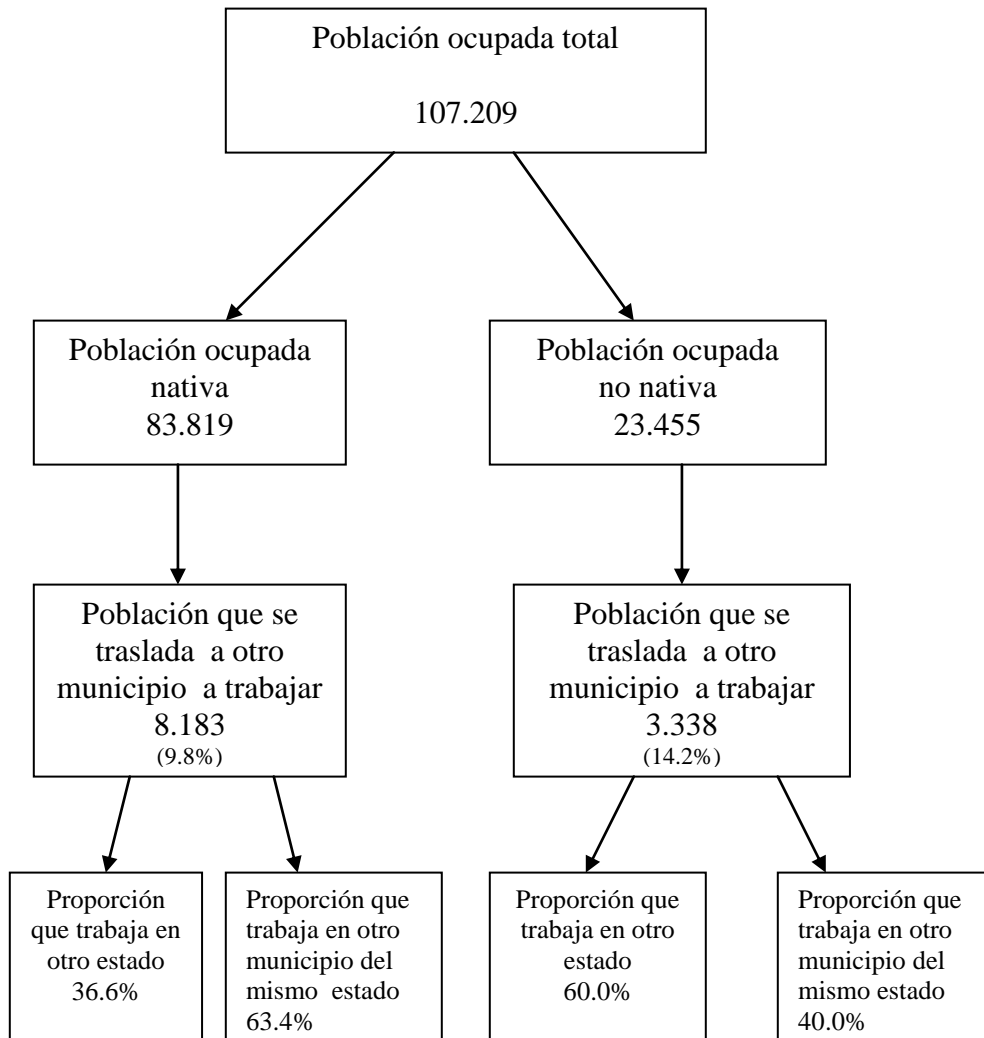 Población ocupada total
107.209
Población ocupada
nativa
83.819
Población ocupada
no nativa
23.455
Población que se
traslada a otro
municipio a trabajar
8.183
(9.8%)
Población que se
traslada a otro
municipio a trabajar
3.338
(14.2%)
Proporción
que trabaja en
otro estado
36.6%
Proporción que
trabaja en otro
municipio del
mismo estado
63.4%
Proporción que
trabaja en otro
estado
60.0%
Proporción que
trabaja en otro
municipio del
mismo estado
40.0%